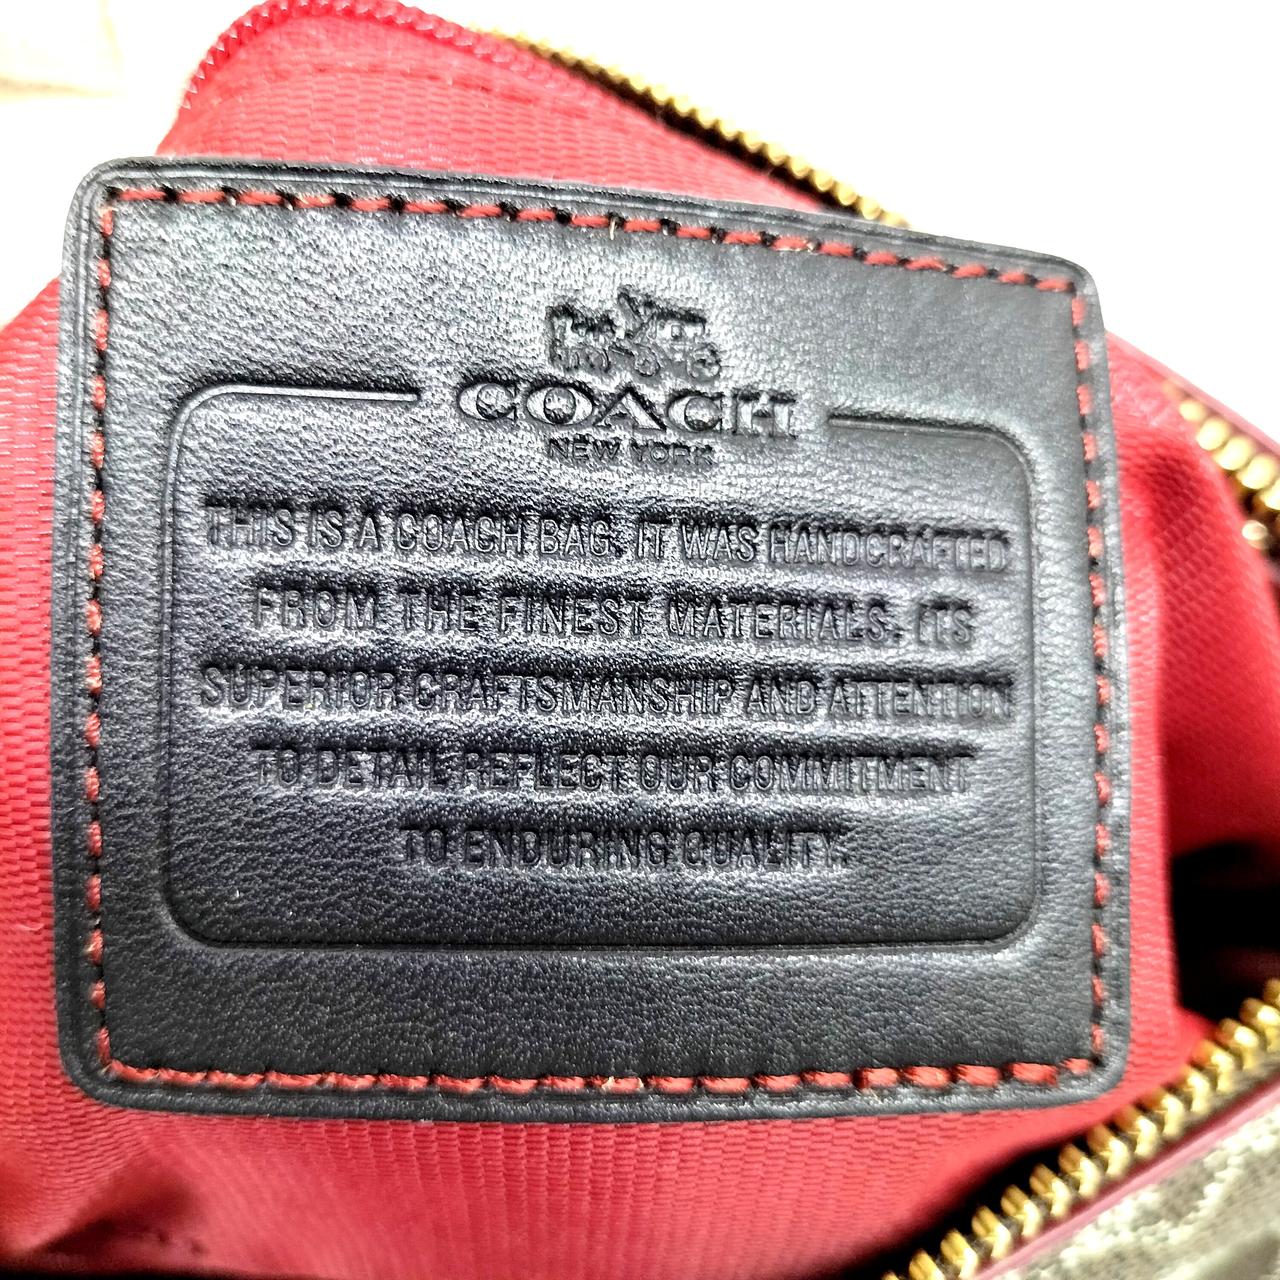 COACH
NEW YORK
THIS IS A COACH BAG. IT WAS HANDCRAFTED
FROM THE FINEST MATERIALS. ITS
SUPERIOR CRAFTSMANSHIP AND ATTENTION
TO DETAIL REFLECT OUR COMMITMENT
TO ENDURING QUALITY.